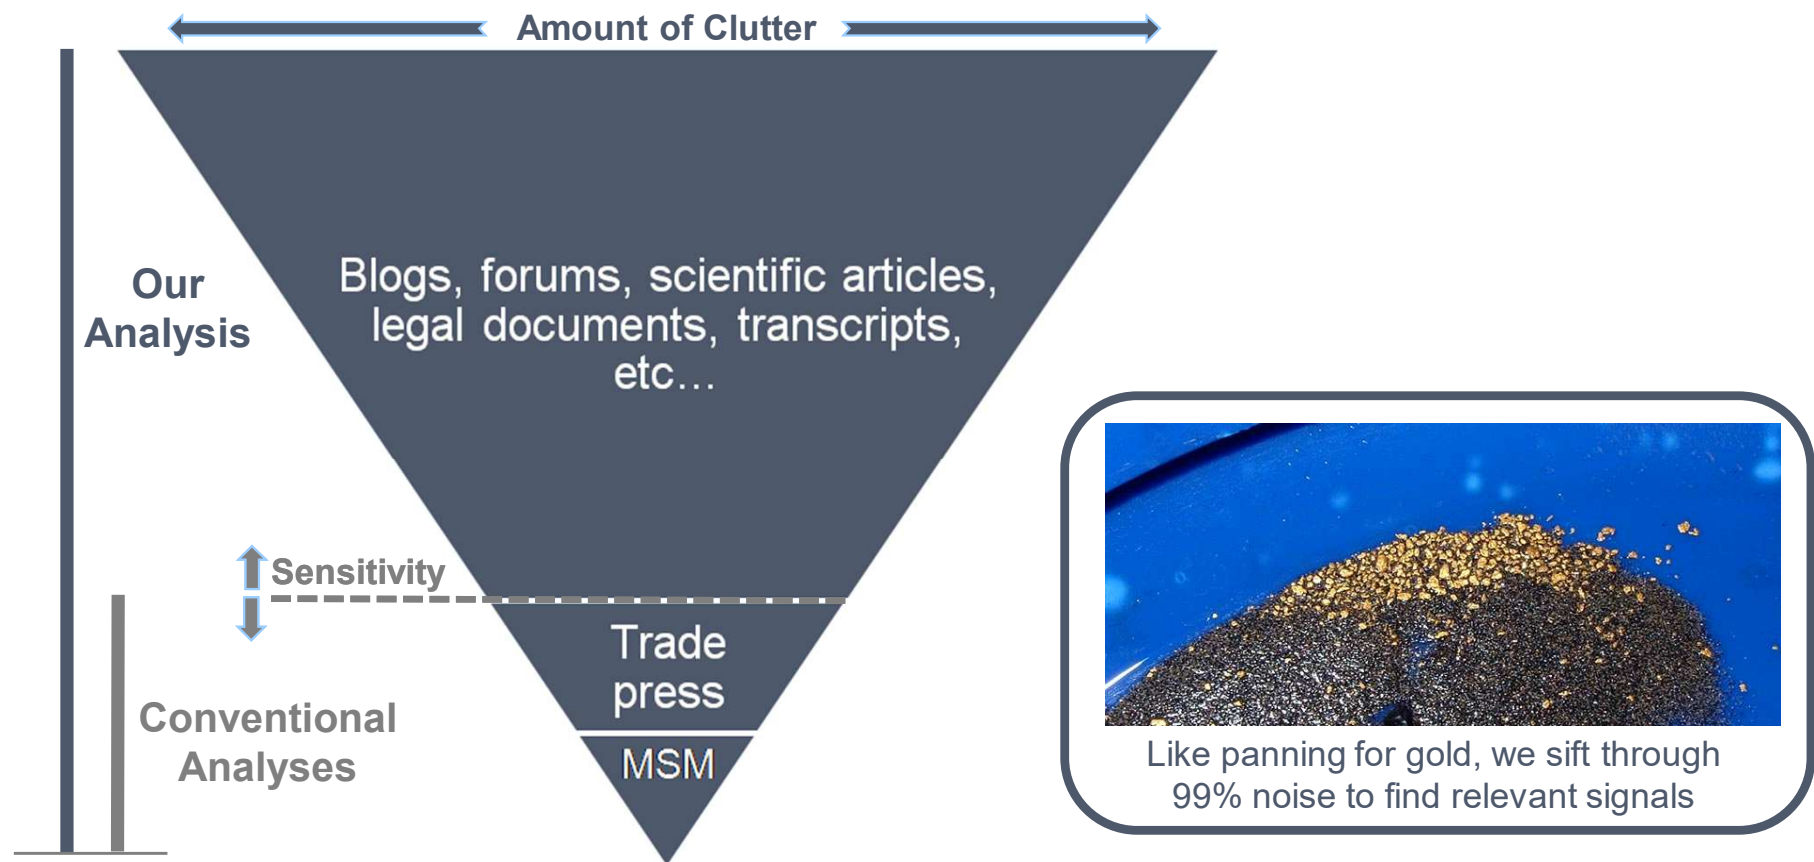 Amount of Clutter
Our
Analysis
Blogs, forums, scientific articles,
legal documents, transcripts,
etc…
Sensitivity
Trade
press
Conventional
Analyses
MSM
Like panning for gold, we sift through
99% noise to find relevant signals